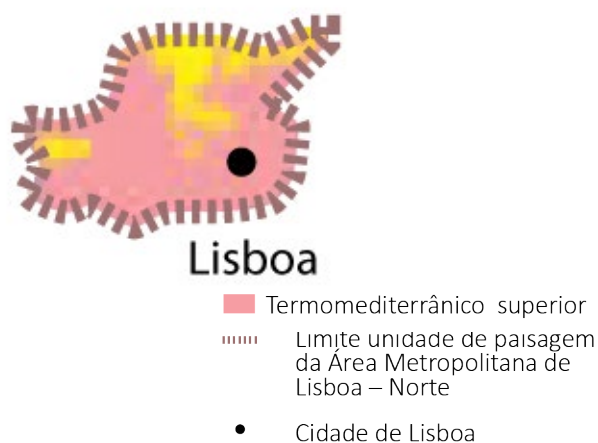 Lisboa
Termomediterrânico superior
Limite unidade de paisagem
da Área Metropolitana de
Lisboa – Norte
Cidade de Lisboa